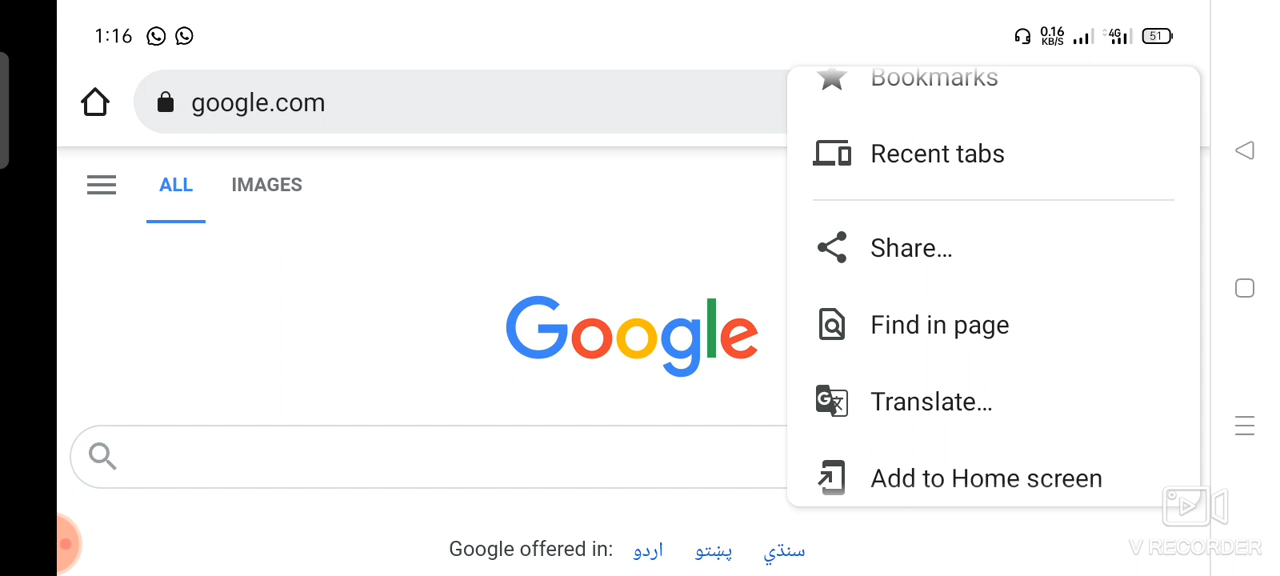 1:16
0.16
KB/S
4G
51
google.com
ALL
IMAGES
Google
Google offered in: اردو پښتو سنڌي
Bookmarks
Recent tabs
Share...
Find in page
Translate...
Add to Home screen
V RECORDER